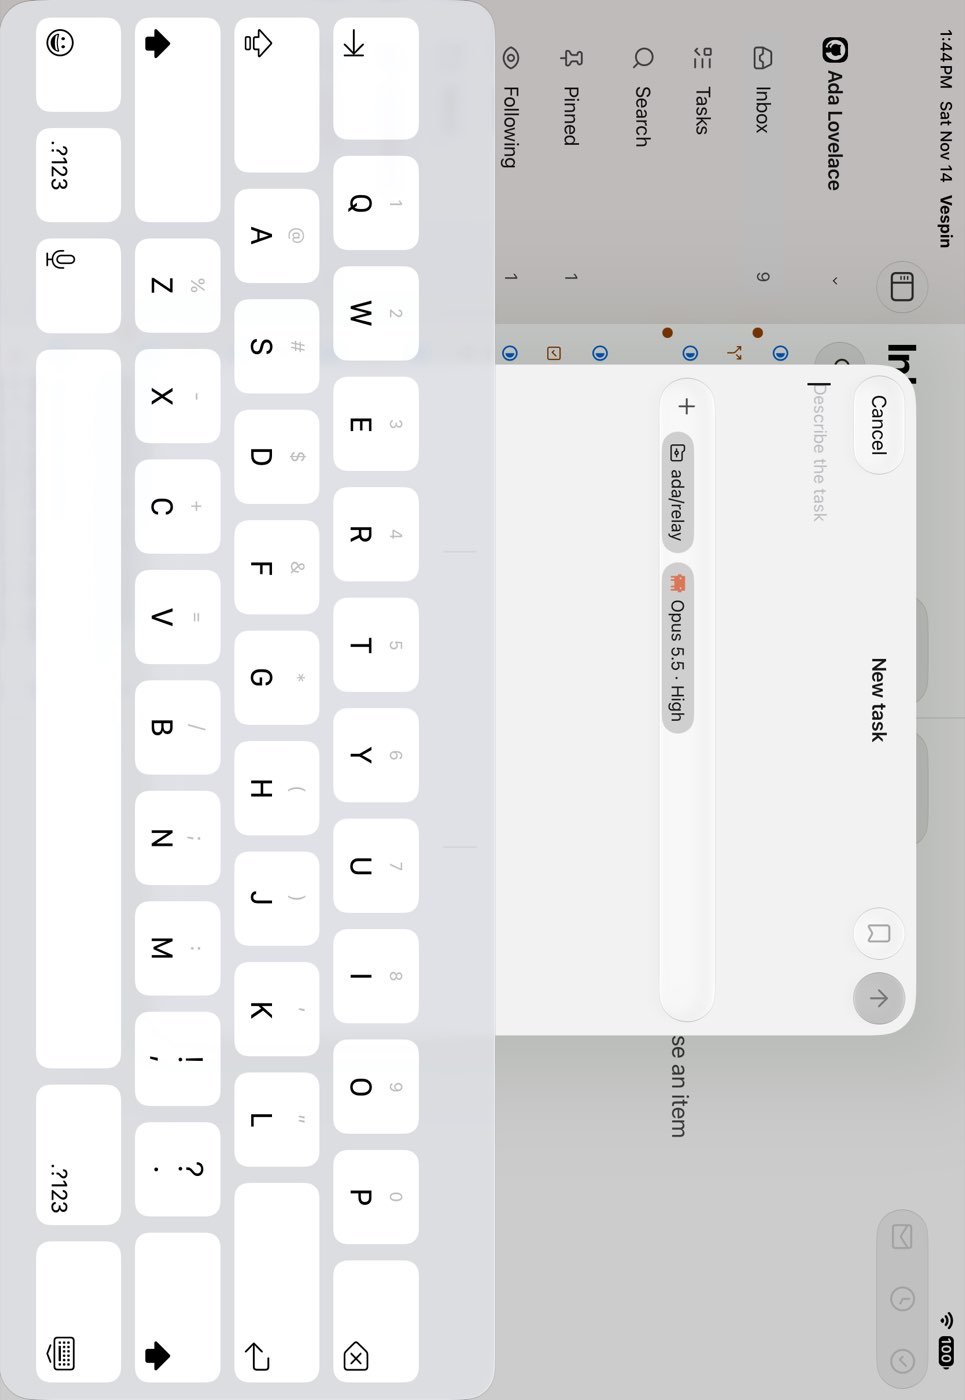 1:44 PM Sat Nov 14 Vespin
100
Ada Lovelace
Inbox 9
Tasks
Search
Pinned 1
Following 1
Cancel
New task
Describe the task
ada/relay
Opus 5.5 · High
se an item
1 2 3 4 5 6 7 8 9 0
Q W E R T Y U I O P
@ # $ & * ( ) ' "
A S D F G H J K L
% - + = / ; : ! ?
Z X C V B N M , .
.?123 .?123